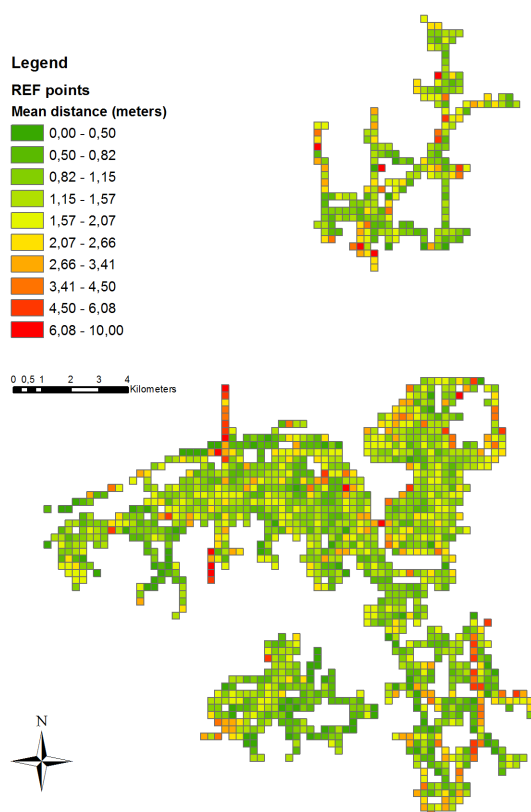 Legend
REF points
Mean distance (meters)
0,00 - 0,50
0,50 - 0,82
0,82 - 1,15
1,15 - 1,57
1,57 - 2,07
2,07 - 2,66
2,66 - 3,41
3,41 - 4,50
4,50 - 6,08
6,08 - 10,00
0 0,5 1 2 3 4
Kilometers
N